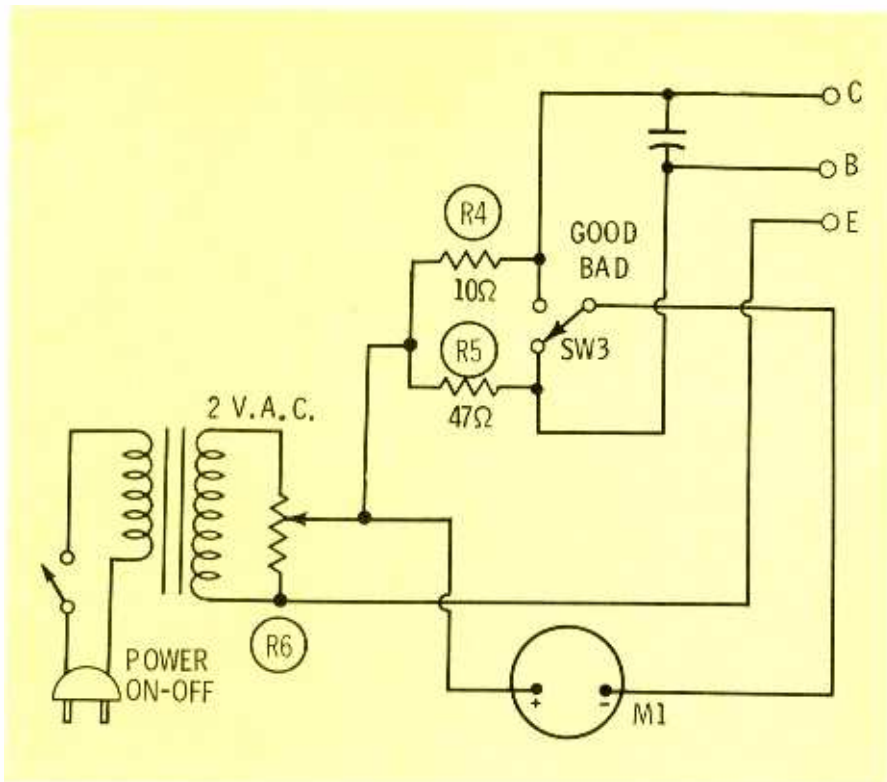 C
B
E
R4
10Ω
GOOD
BAD
SW3
R5
47Ω
2 V.A.C.
R6
POWER
ON-OFF
+
-
M1